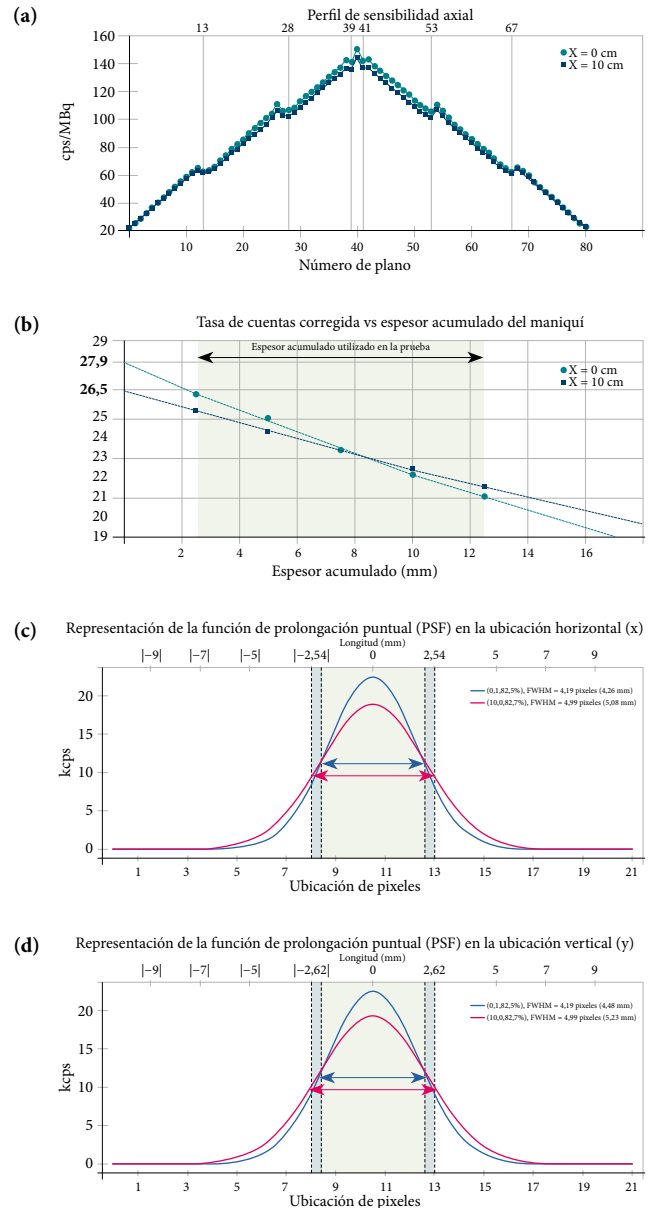 (a)
Perfil de sensibilidad axial
13 28 39 41 53 67
160
140
120
100
80
60
40
20
cps/MBq
X = 0 cm
X = 10 cm
10 20 30 40 50 60 70 80
Número de plano
(b)
Tasa de cuentas corregida vs espesor acumulado del maniquí
Espesor acumulado utilizado en la prueba
29
27,9
26,5
25
24
23
22
21
20
19
X = 0 cm
X = 10 cm
2 4 6 8 10 12 14 16
Espesor acumulado (mm)
(c)
Representación de la función de prolongación puntual (PSF) en la ubicación horizontal (x)
Longitud (mm)
|−9| |−7| |−5| |−2,54| 0 2,54 5 7 9
20
15
10
5
0
kcps
(0,1,82,5%), FWHM = 4,19 pixeles (4,26 mm)
(10,0,82,7%), FWHM = 4,99 pixeles (5,08 mm)
1 3 5 7 9 11 13 15 17 19 21
Ubicación de pixeles
(d)
Representación de la función de prolongación puntual (PSF) en la ubicación vertical (y)
Longitud (mm)
|−9| |−7| |−5| |−2,62| 0 2,62 5 7 9
20
15
10
5
0
kcps
(0,1,82,5%), FWHM = 4,19 pixeles (4,48 mm)
(10,0,82,7%), FWHM = 4,99 pixeles (5,23 mm)
1 3 5 7 9 11 13 15 17 19 21
Ubicación de pixeles